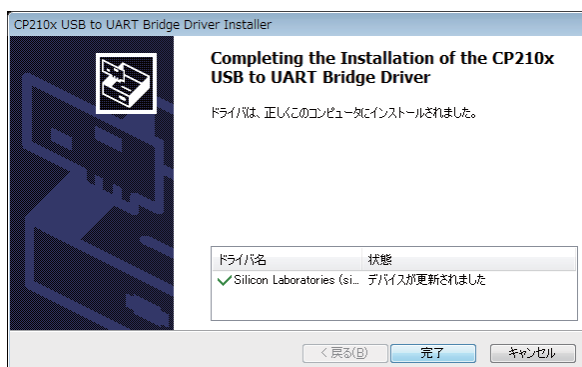 CP210x USB to UART Bridge Driver Installer
Completing the Installation of the CP210x
USB to UART Bridge Driver
ドライバは、正しくこのコンピュータにインストールされました。
ドライバ名 状態
Silicon Laboratories (si... デバイスが更新されました
< 戻る(B) 完了 キャンセル